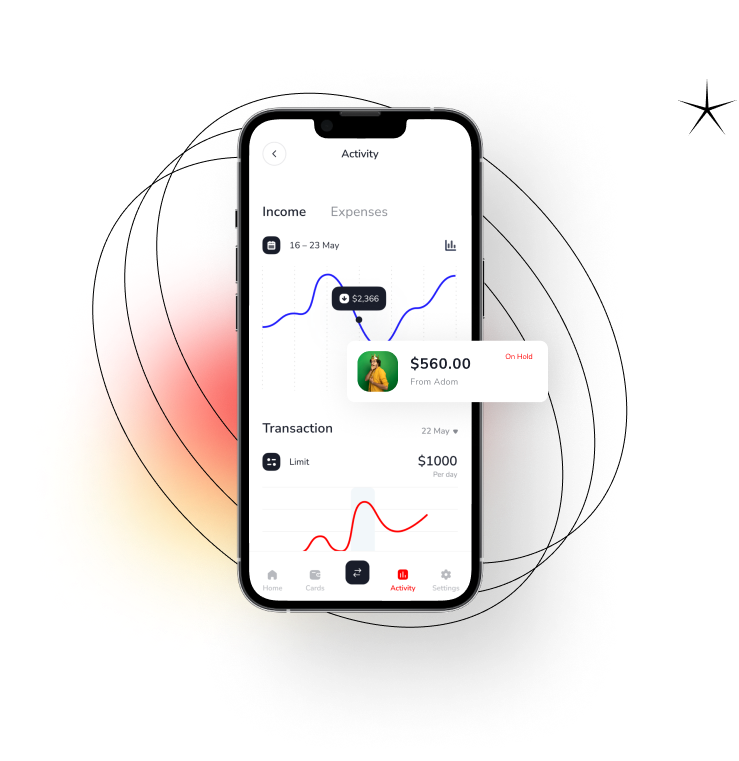 Activity
Income Expenses
16 – 23 May
$2,366
$560.00 On Hold
From Adom
Transaction 22 May
Limit $1000
Per day
Home Cards Activity Settings